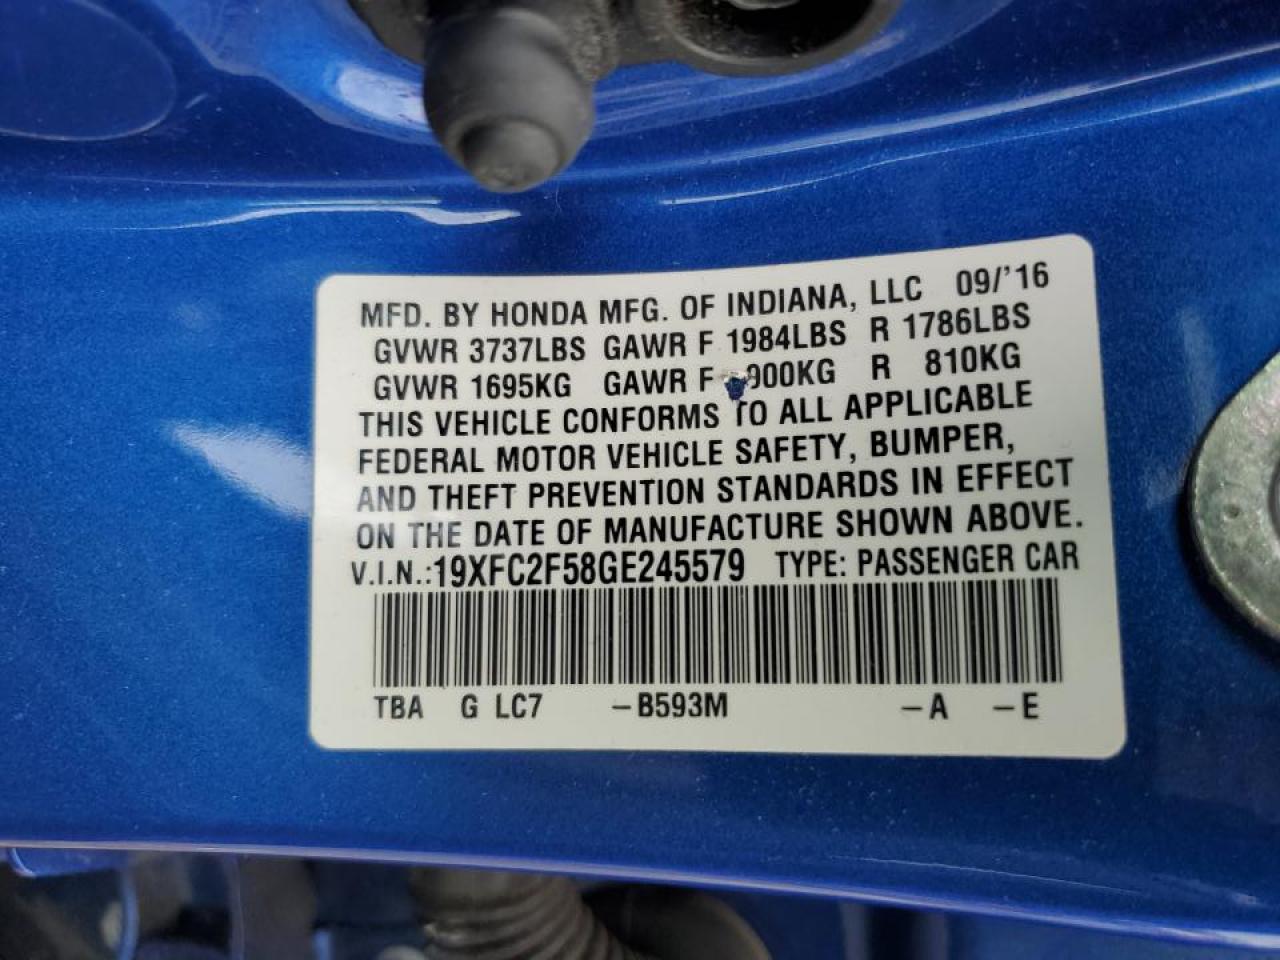 MFD. BY HONDA MFG. OF INDIANA, LLC 09/'16
GVWR 3737LBS GAWR F 1984LBS R 1786LBS
GVWR 1695KG GAWR F 900KG R 810KG
THIS VEHICLE CONFORMS TO ALL APPLICABLE
FEDERAL MOTOR VEHICLE SAFETY, BUMPER,
AND THEFT PREVENTION STANDARDS IN EFFECT
ON THE DATE OF MANUFACTURE SHOWN ABOVE.
V.I.N.:19XFC2F58GE245579 TYPE: PASSENGER CAR
TBA G LC7 -B593M -A -E